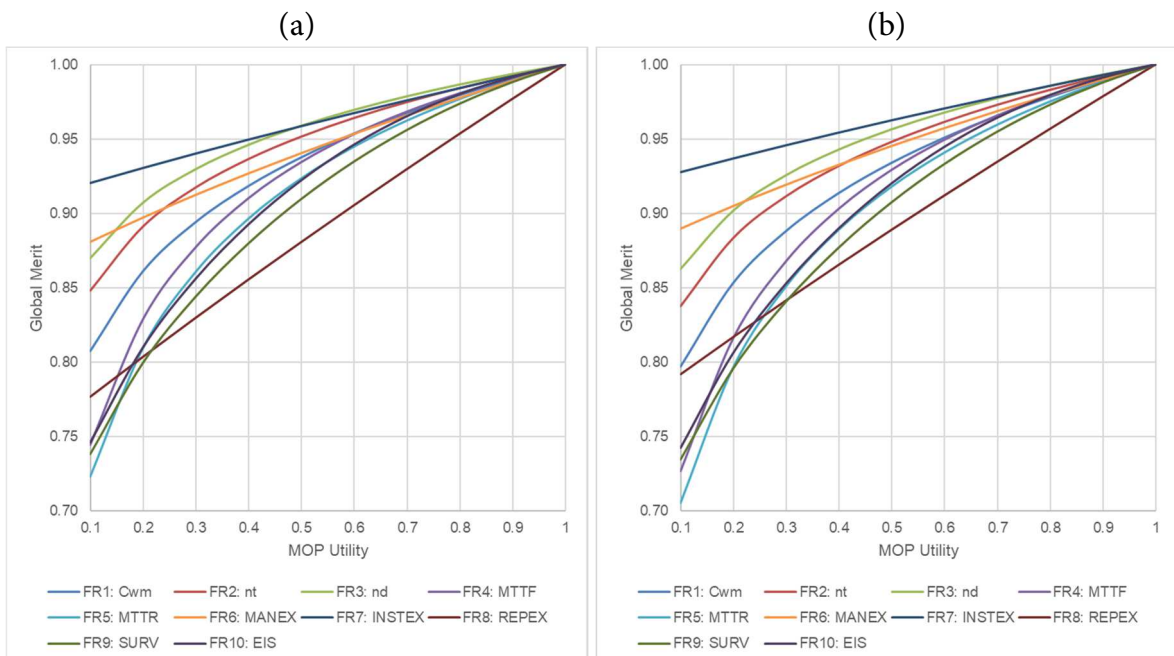 (a)
1.00
0.95
0.90
0.85
0.80
0.75
0.70
Global Merit
0.1 0.2 0.3 0.4 0.5 0.6 0.7 0.8 0.9 1
MOP Utility
FR1: Cwm FR2: nt FR3: nd FR4: MTTF
FR5: MTTR FR6: MANEX FR7: INSTEX FR8: REPEX
FR9: SURV FR10: EIS
(b)
1.00
0.95
0.90
0.85
0.80
0.75
0.70
Global Merit
0.1 0.2 0.3 0.4 0.5 0.6 0.7 0.8 0.9 1
MOP Utility
FR1: Cwm FR2: nt FR3: nd FR4: MTTF
FR5: MTTR FR6: MANEX FR7: INSTEX FR8: REPEX
FR9: SURV FR10: EIS